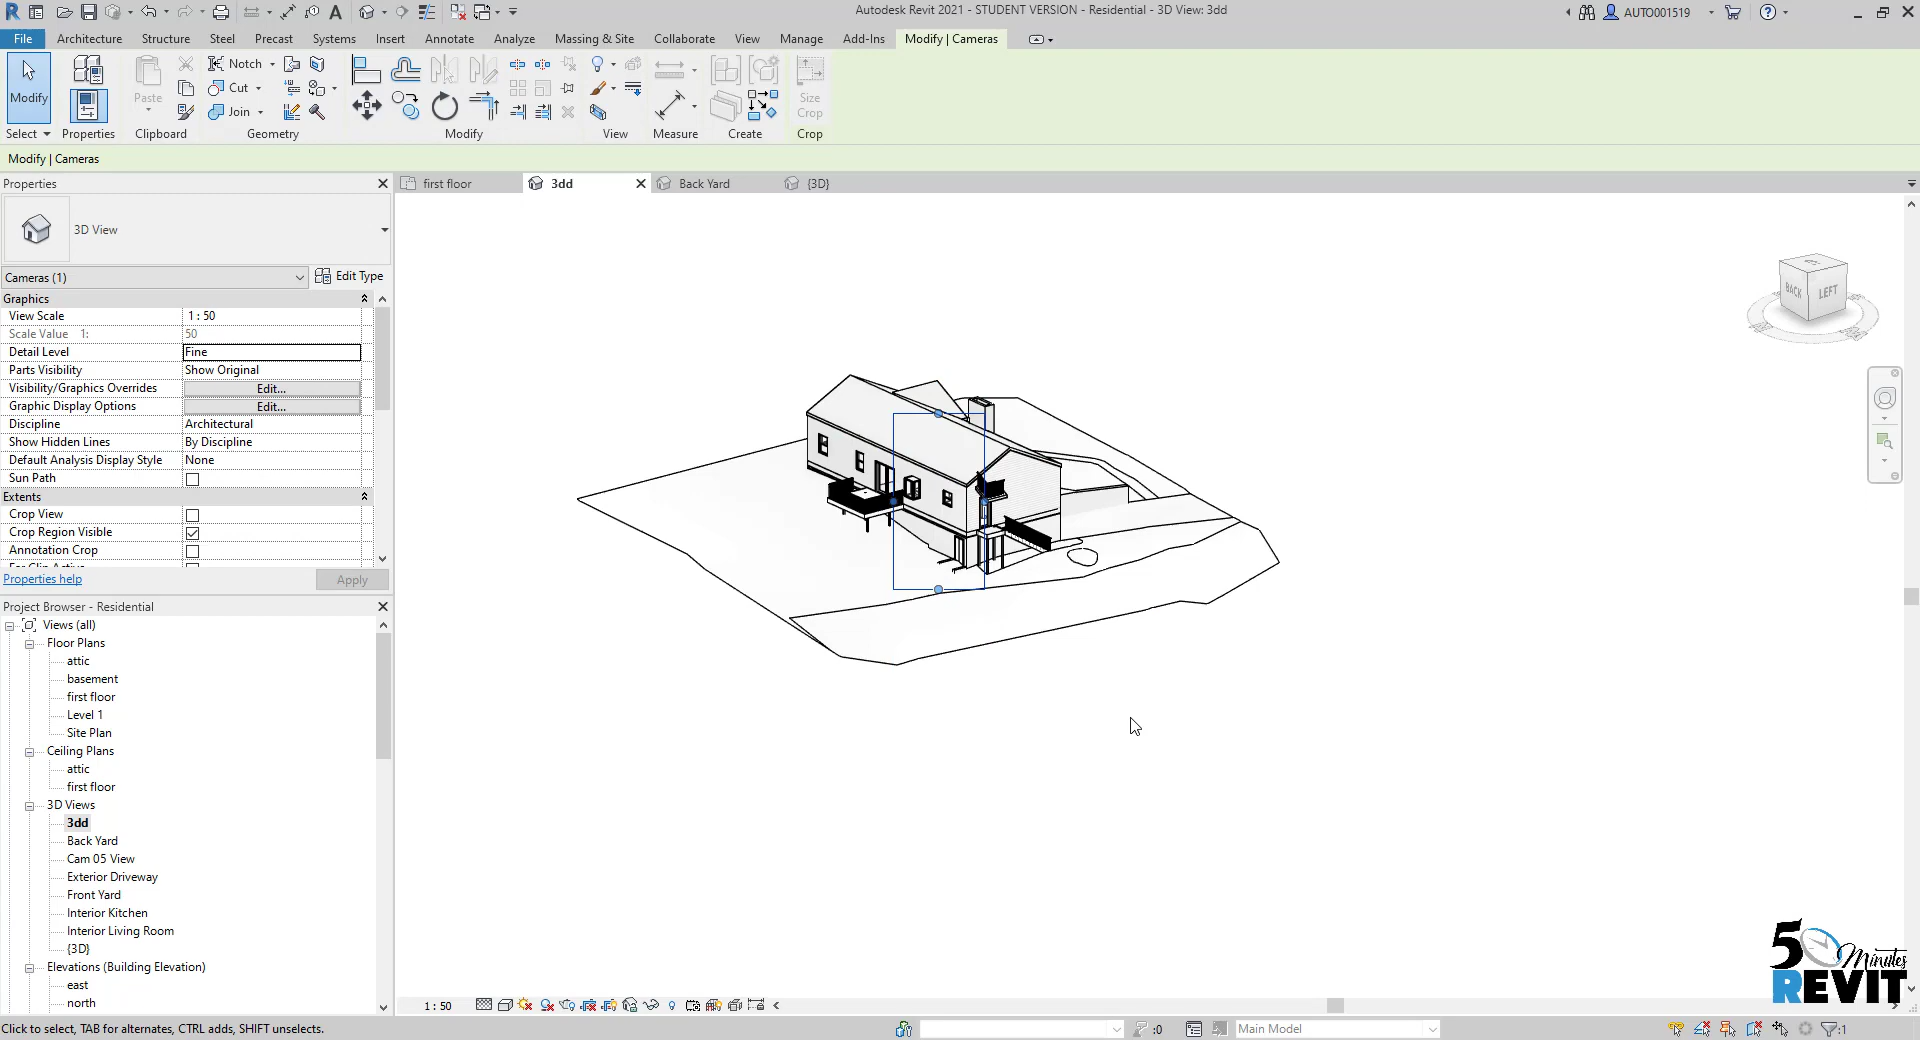 Autodesk Revit 2021 - STUDENT VERSION - Residential - 3D View: 3dd
AUTO001519
File Architecture Structure Steel Precast Systems Insert Annotate Analyze Massing & Site Collaborate View Manage Add-Ins Modify | Cameras
Modify
Paste
Notch
Cut
Join
Size
Crop
Select Properties Clipboard Geometry Modify View Measure Create Crop
Modify | Cameras
Properties
first floor 3dd Back Yard {3D}
3D View
Cameras (1) Edit Type
Graphics
View Scale 1 : 50
Scale Value 1: 50
Detail Level Fine
Parts Visibility Show Original
Visibility/Graphics Overrides Edit...
Graphic Display Options Edit...
Discipline Architectural
Show Hidden Lines By Discipline
Default Analysis Display Style None
Sun Path
Extents
Crop View
Crop Region Visible
Annotation Crop
Properties help Apply
BACK LEFT
Project Browser - Residential
Views (all)
Floor Plans
attic
basement
first floor
Level 1
Site Plan
Ceiling Plans
attic
first floor
3D Views
3dd
Back Yard
Cam 05 View
Exterior Driveway
Front Yard
Interior Kitchen
Interior Living Room
{3D}
Elevations (Building Elevation)
east
north
1 : 50
5 Minutes
REVIT
Click to select, TAB for alternates, CTRL adds, SHIFT unselects.
:0
Main Model
:1